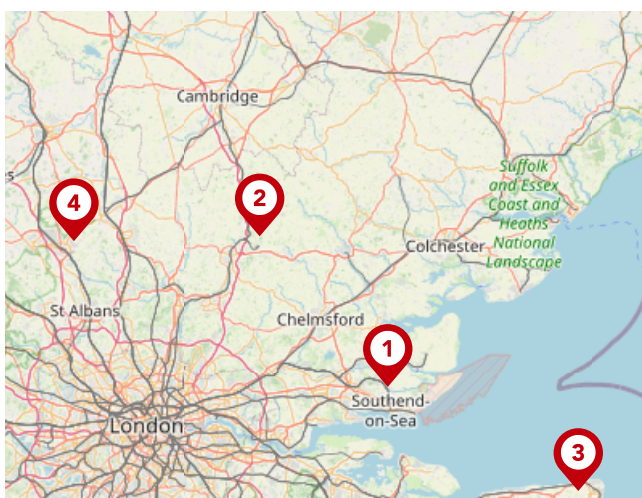 Cambridge
es
2
4
Suffolk
and Essex
Coast and
Heaths
National
Landscape
Colchester
St Albans
Chelmsford
1
Southend-
on-Sea
London
3